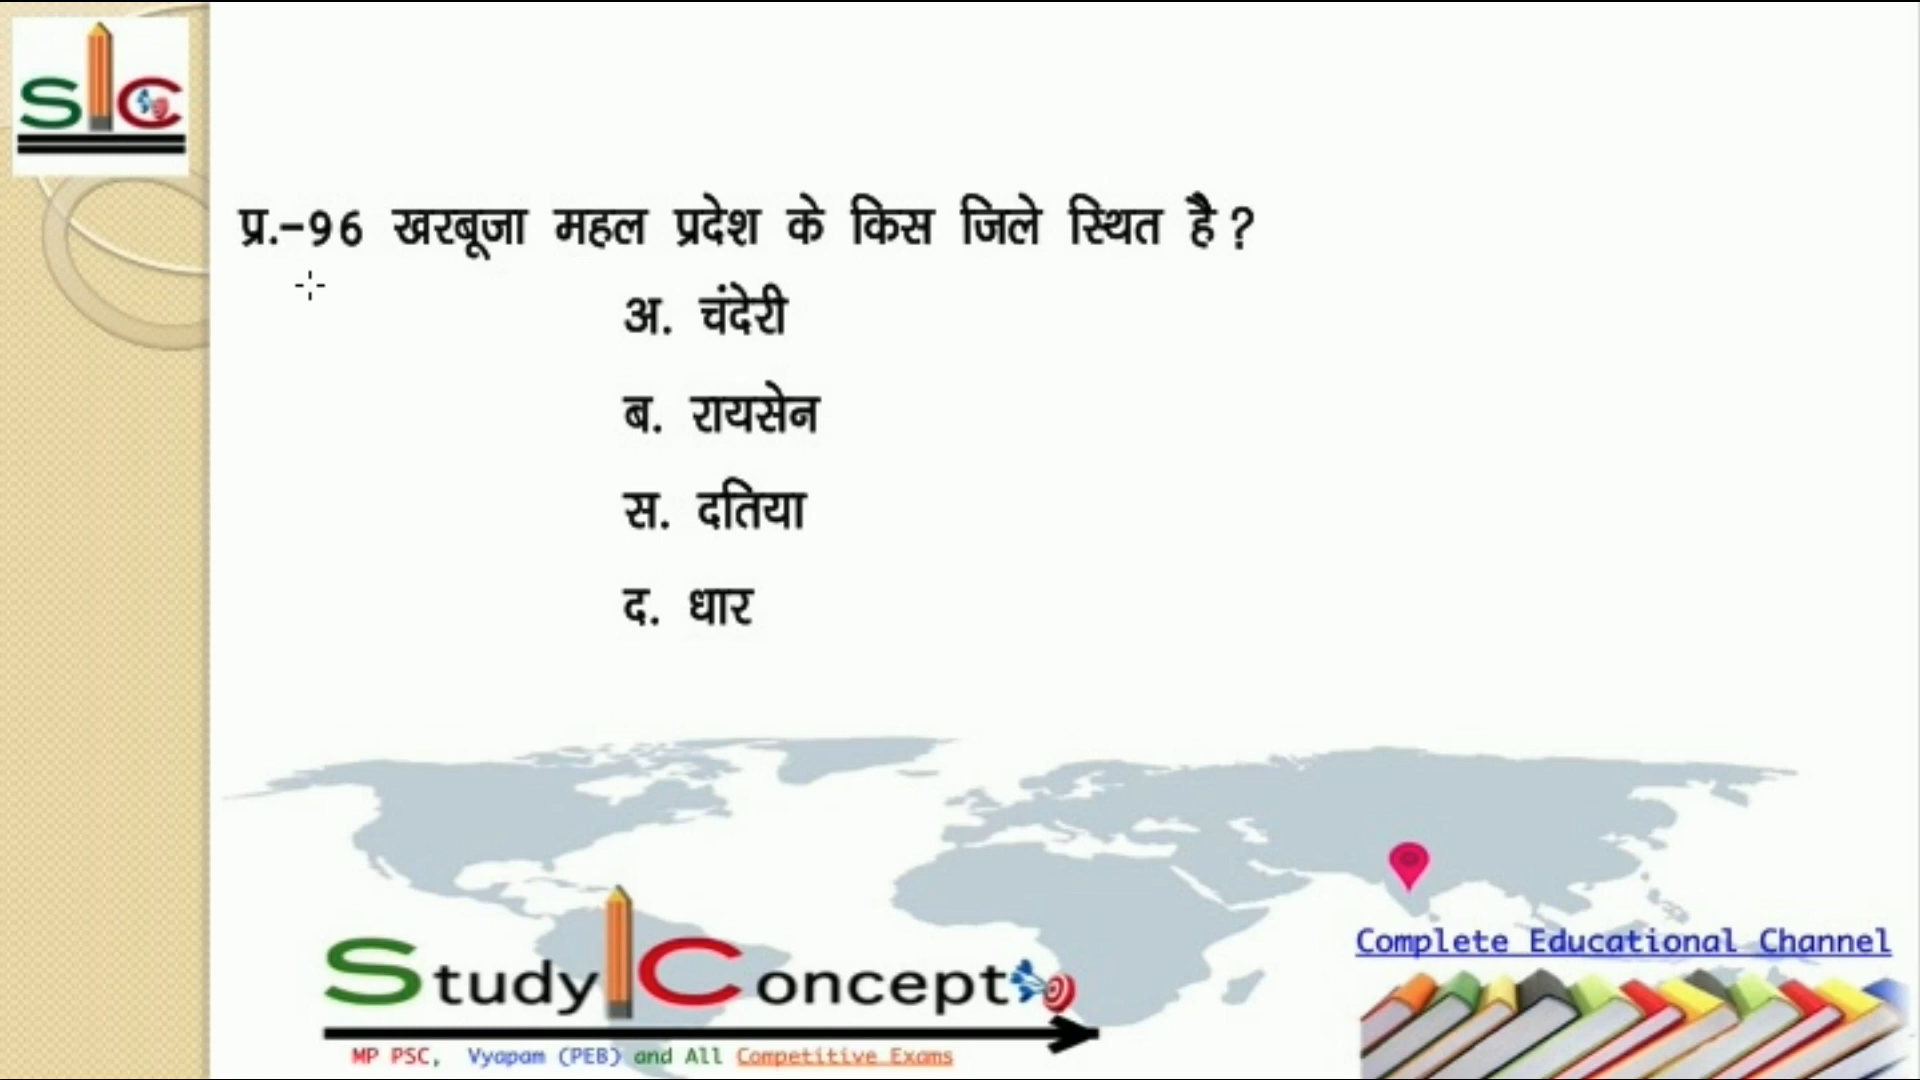 SC
प्र.-96 खरबूजा महल प्रदेश के किस जिले स्थित है ?
अ. चंदेरी
ब. रायसेन
स. दतिया
द. धार
Study Concept
MP PSC, Vyapam (PEB) and All Competitive Exams
Complete Educational Channel